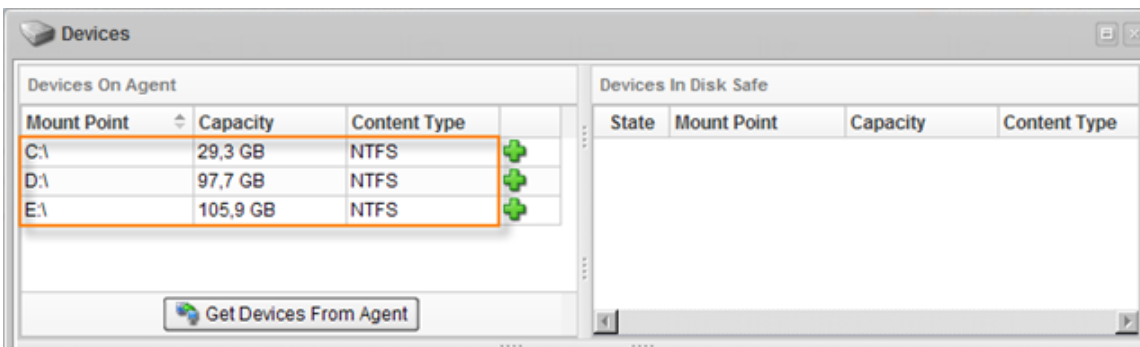 Devices
Devices On Agent
Mount Point Capacity Content Type
C:\ 29,3 GB NTFS
D:\ 97,7 GB NTFS
E:\ 105,9 GB NTFS
Get Devices From Agent
Devices In Disk Safe
State Mount Point Capacity Content Type